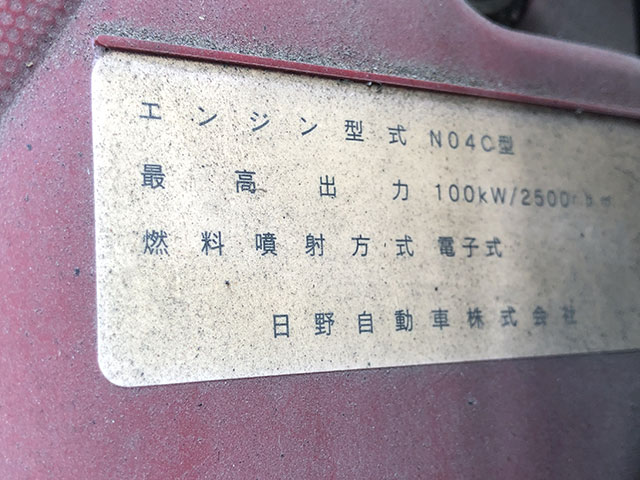 エンジン型式 N04C型
最高出力 100kW/2500rpm
燃料噴射方式 電子式
日野自動車株式会社